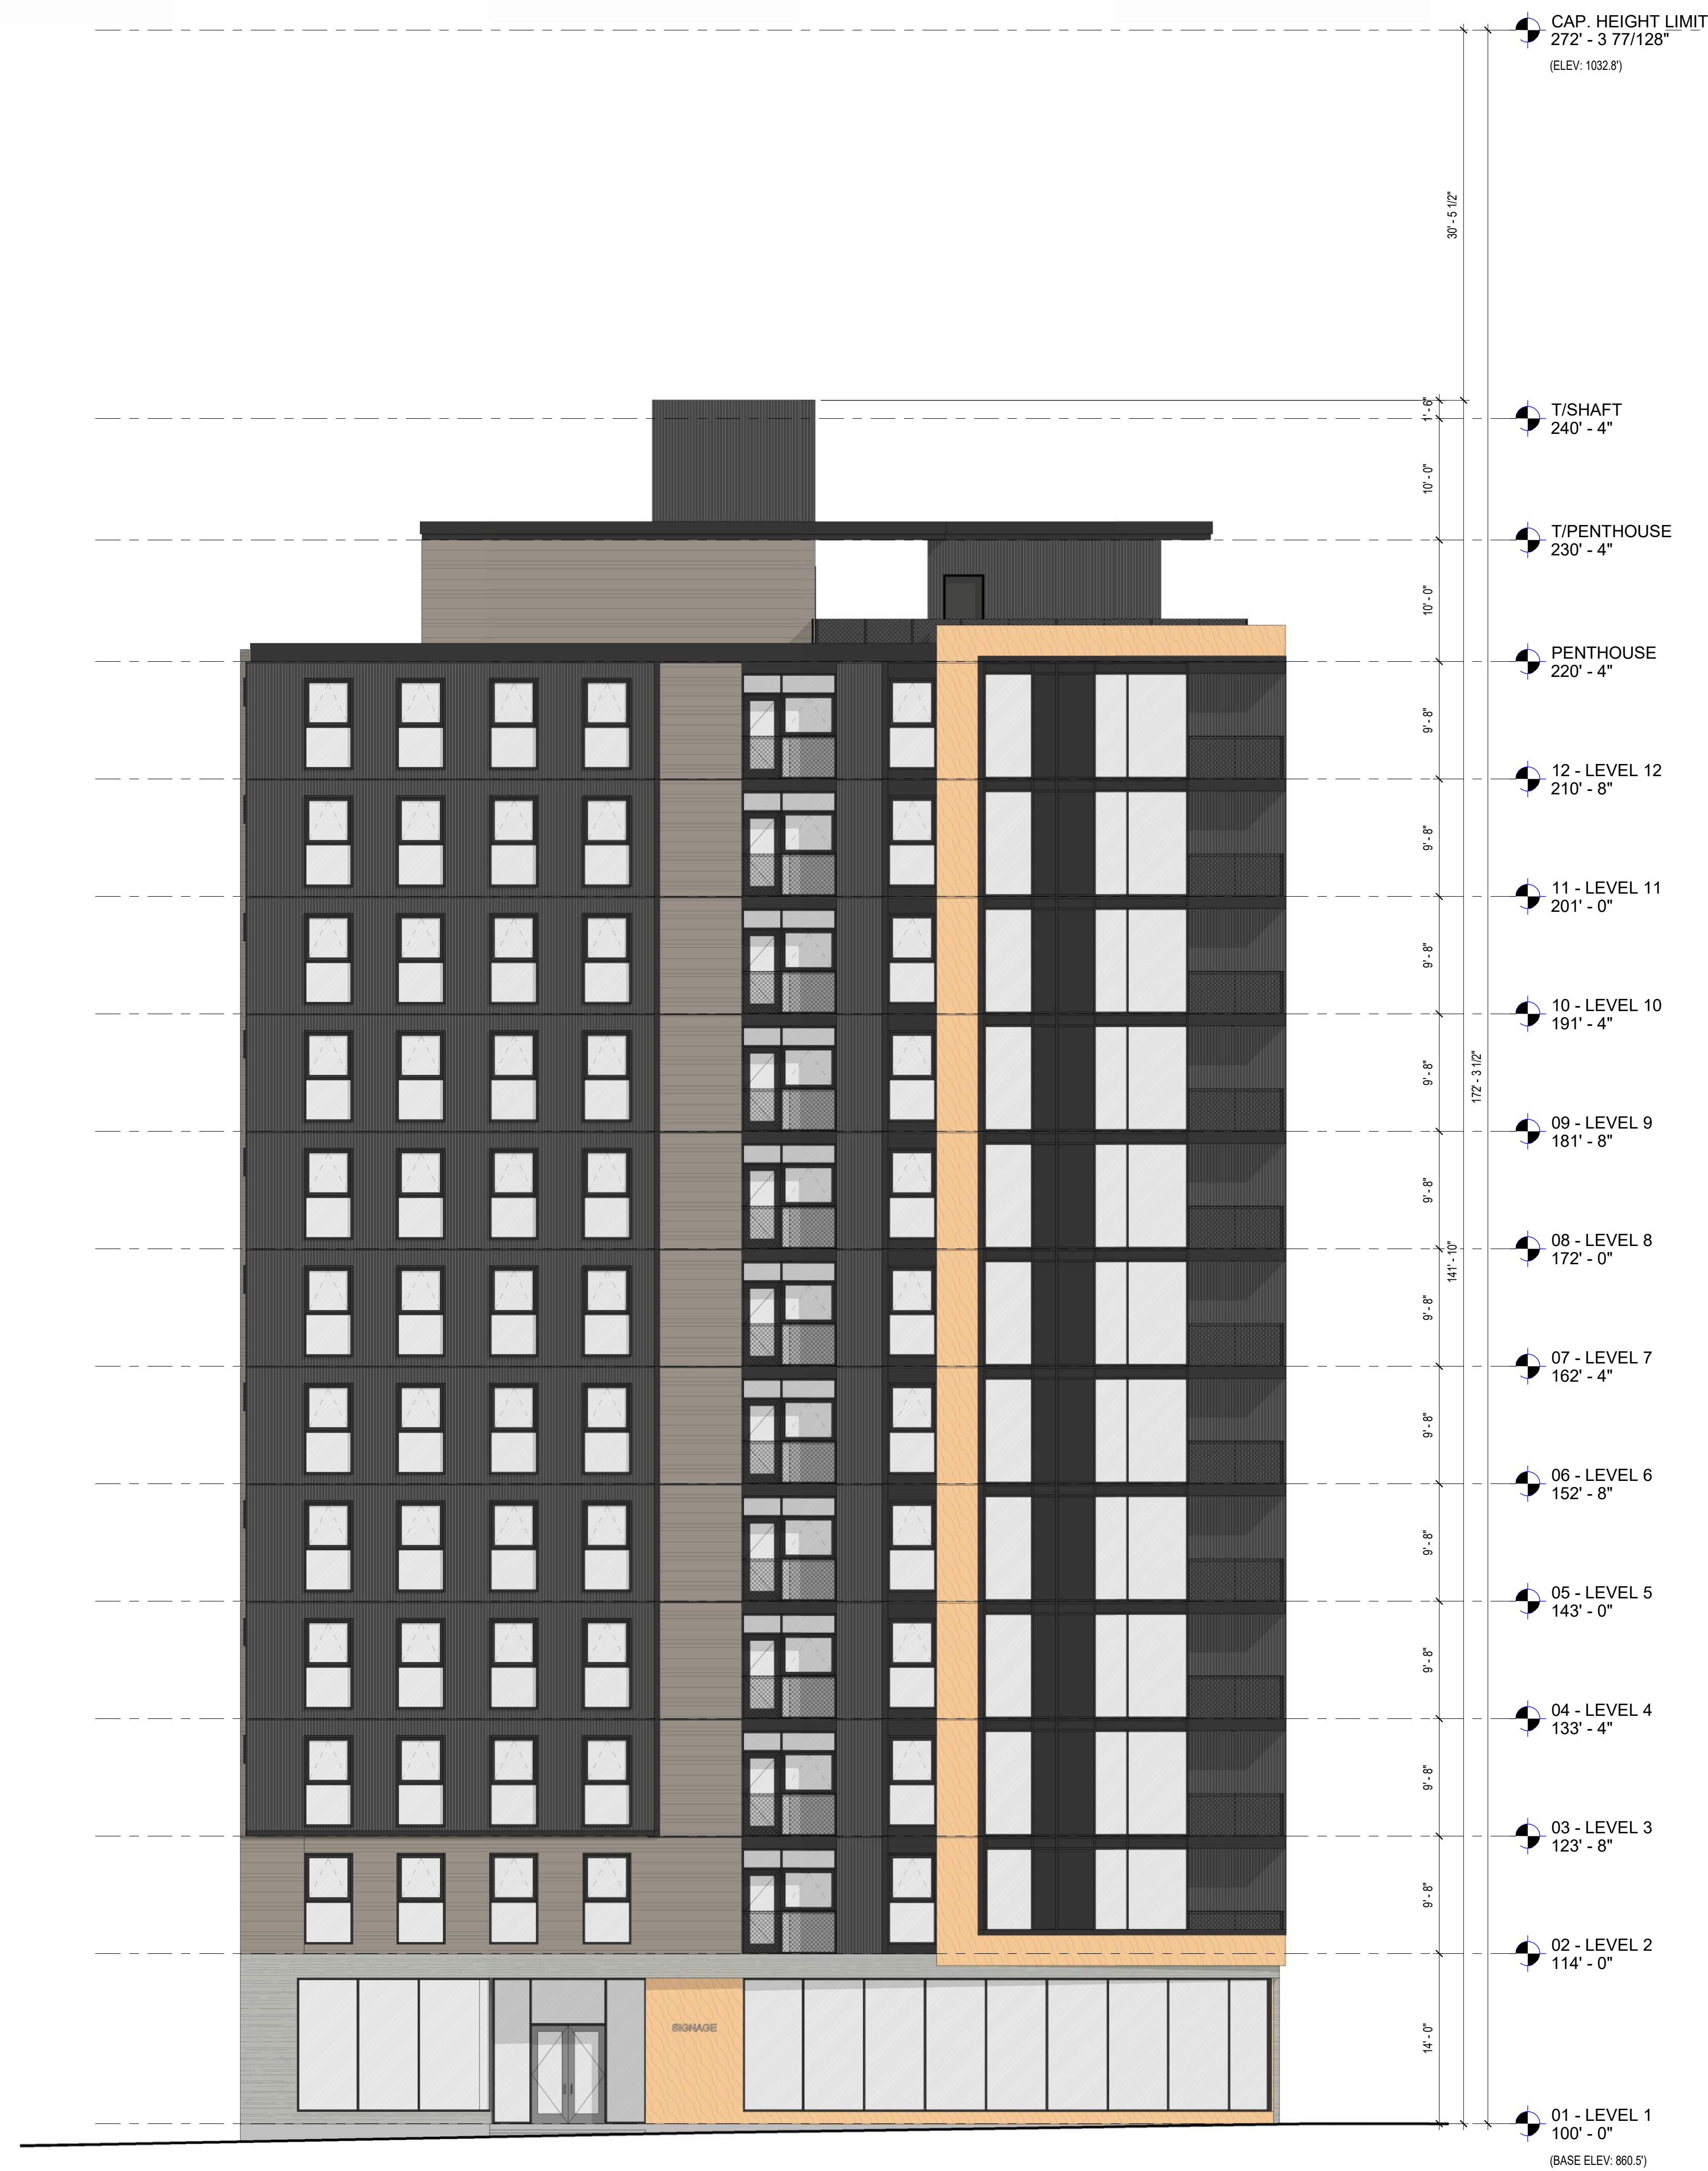 CAP. HEIGHT LIMIT
272' - 3 77/128"
(ELEV: 1032.8')
30' - 5 1/2"
1' - 6"
T/SHAFT
240' - 4"
10' - 0"
T/PENTHOUSE
230' - 4"
10' - 0"
PENTHOUSE
220' - 4"
9' - 8"
12 - LEVEL 12
210' - 8"
9' - 8"
11 - LEVEL 11
201' - 0"
9' - 8"
10 - LEVEL 10
191' - 4"
9' - 8"
172' - 3 1/2"
09 - LEVEL 9
181' - 8"
9' - 8"
08 - LEVEL 8
172' - 0"
141' - 10"
9' - 8"
07 - LEVEL 7
162' - 4"
9' - 8"
06 - LEVEL 6
152' - 8"
9' - 8"
05 - LEVEL 5
143' - 0"
9' - 8"
04 - LEVEL 4
133' - 4"
9' - 8"
03 - LEVEL 3
123' - 8"
9' - 8"
02 - LEVEL 2
114' - 0"
SIGNAGE
14' - 0"
01 - LEVEL 1
100' - 0"
(BASE ELEV: 860.5')